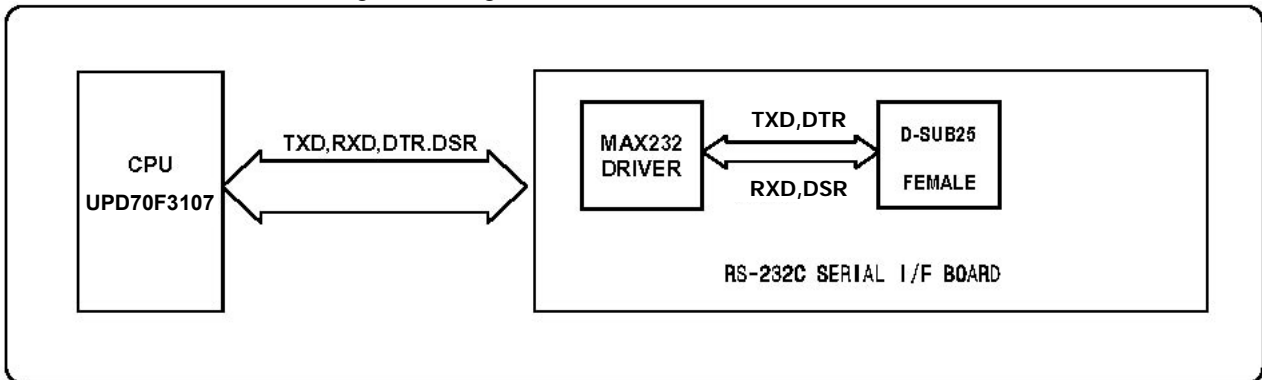 CPU
UPD70F3107
TXD,RXD,DTR.DSR
MAX232
DRIVER
TXD,DTR
RXD,DSR
D-SUB25
FEMALE
RS-232C SERIAL I/F BOARD